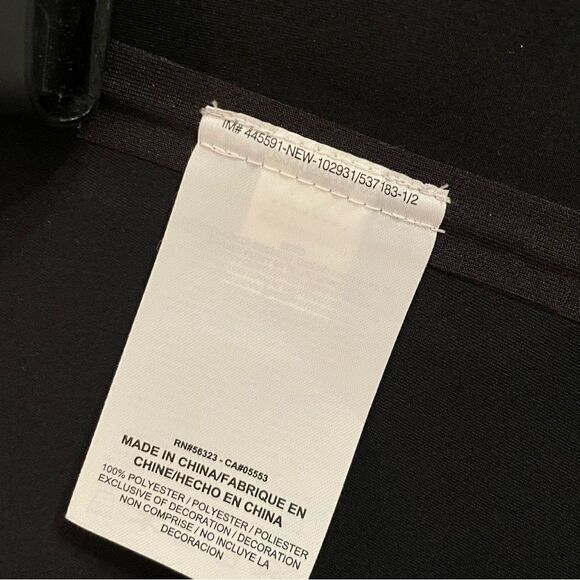 IM# 445591-NEW-102931/537183-1/2
RN#56323 - CA#05553
MADE IN CHINA/FABRIQUE EN
CHINE/HECHO EN CHINA
100% POLYESTER / POLYESTER / POLIESTER
EXCLUSIVE OF DECORATION / DECORATION
NON COMPRISE / NO INCLUYE LA
DECORACION